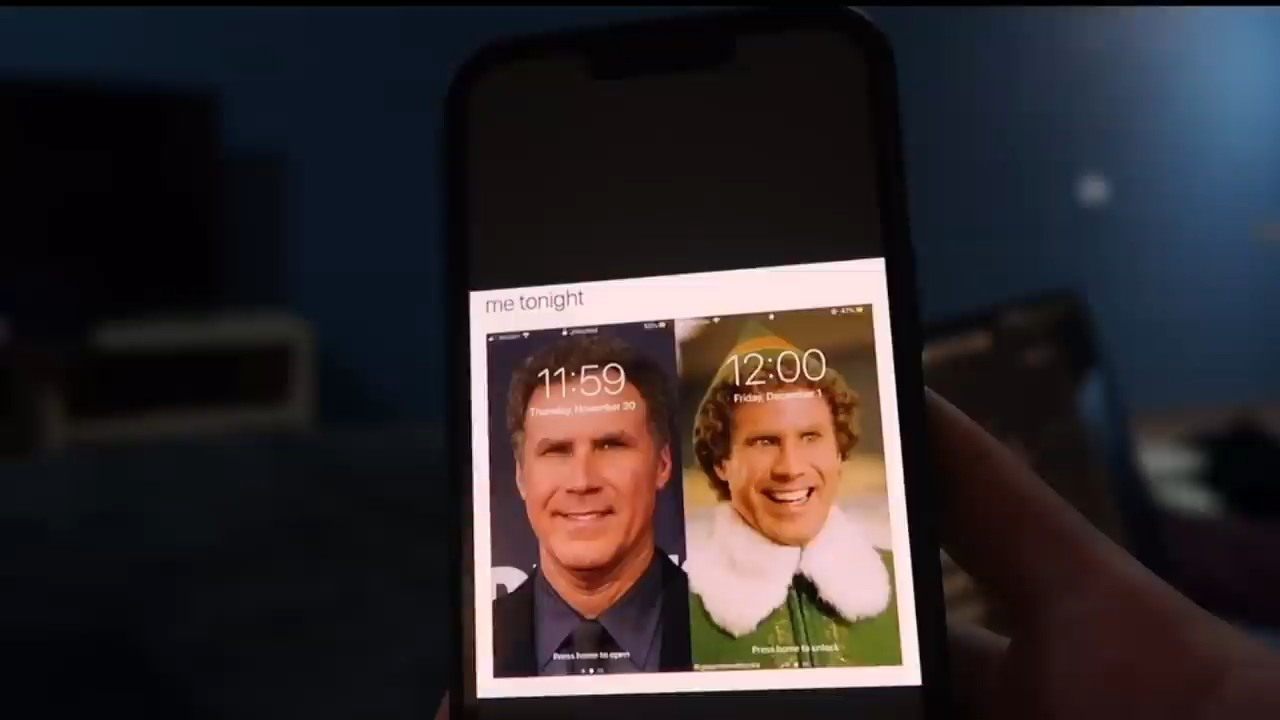 me tonight
11:59
Thursday, November 30
Press home to open
12:00
Friday, December 1
Press home to unlock